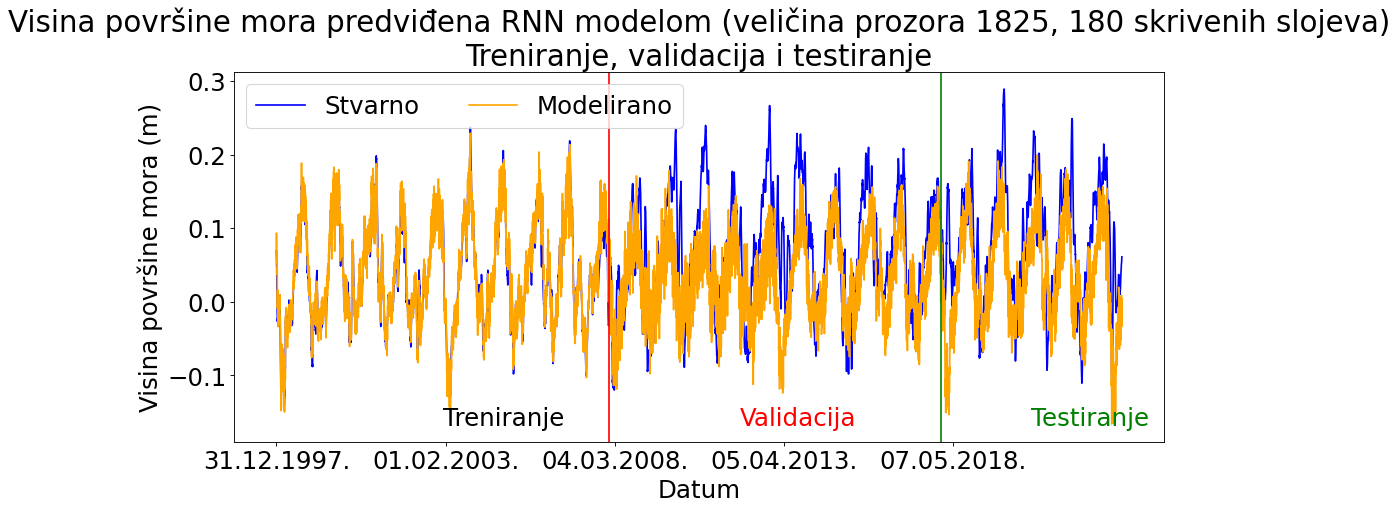 Visina površine mora predviđena RNN modelom (veličina prozora 1825, 180 skrivenih slojeva)
Treniranje, validacija i testiranje
Stvarno
Modelirano
Visina površine mora (m)
0.3
0.2
0.1
0.0
−0.1
Treniranje
Validacija
Testiranje
31.12.1997.
01.02.2003.
04.03.2008.
05.04.2013.
07.05.2018.
Datum